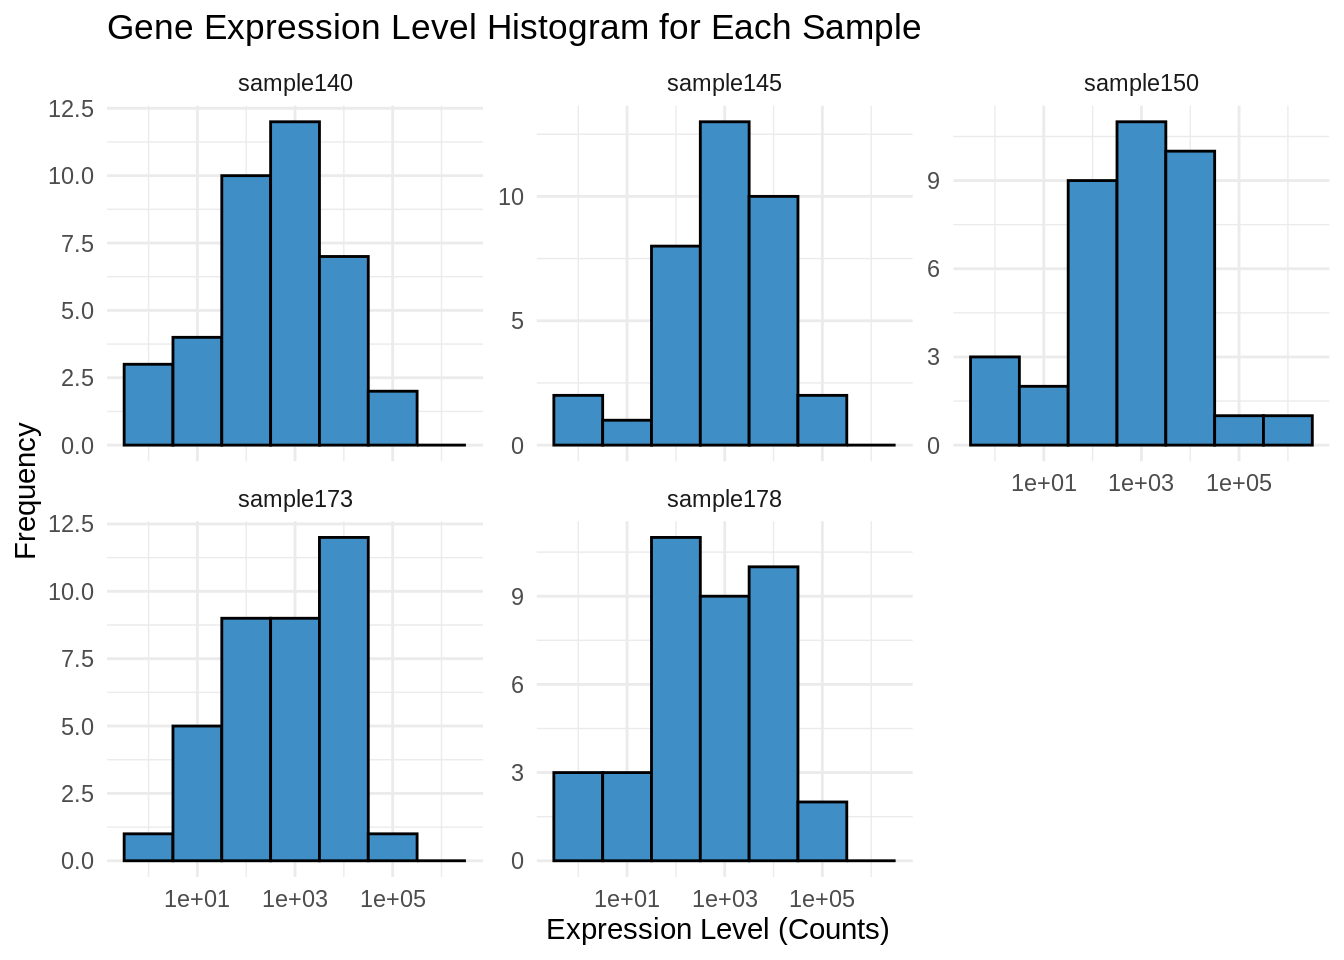 Gene Expression Level Histogram for Each Sample
sample140
sample145
sample150
12.5
10.0
7.5
5.0
2.5
0.0
10
5
0
9
6
3
0
1e+01 1e+03 1e+05
Frequency
sample173
sample178
12.5
10.0
7.5
5.0
2.5
0.0
9
6
3
0
1e+01 1e+03 1e+05
1e+01 1e+03 1e+05
Expression Level (Counts)